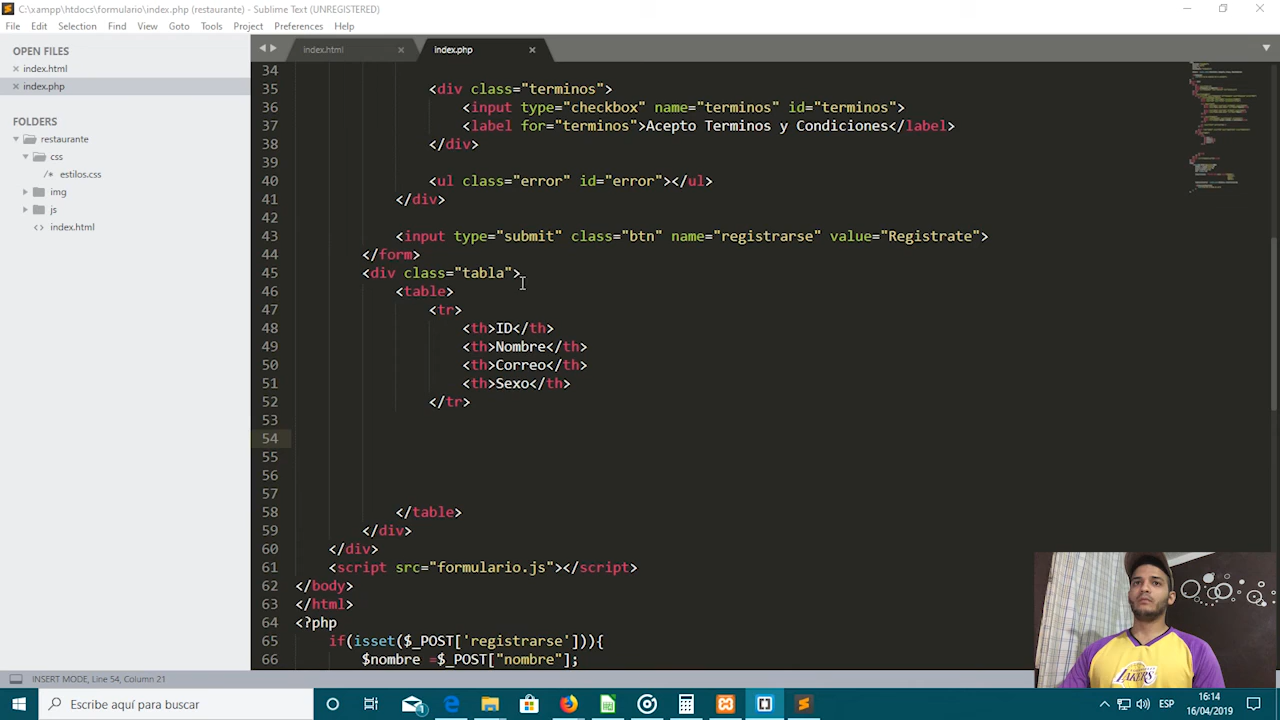 C:\xampp\htdocs\formulario\index.php (restaurante) - Sublime Text (UNREGISTERED)
File Edit Selection Find View Goto Tools Project Preferences Help
OPEN FILES
index.html
index.php
FOLDERS
restaurante
css
/* estilos.css
img
js
<> index.html
index.html
index.php
34
35 <div class="terminos">
36 <input type="checkbox" name="terminos" id="terminos">
37 <label for="terminos">Acepto Terminos y Condiciones</label>
38 </div>
39
40 <ul class="error" id="error"></ul>
41 </div>
42
43 <input type="submit" class="btn" name="registrarse" value="Registrate">
44 </form>
45 <div class="tabla">
46 <table>
47 <tr>
48 <th>ID</th>
49 <th>Nombre</th>
50 <th>Correo</th>
51 <th>Sexo</th>
52 </tr>
53
54
55
56
57
58 </table>
59 </div>
60 </div>
61 <script src="formulario.js"></script>
62 </body>
63 </html>
64 <?php
65 if(isset($_POST['registrarse'])){
66 $nombre =$_POST["nombre"];
INSERT MODE, Line 54, Column 21
Escribe aquí para buscar
ESP
16:14
16/04/2019
LAKERS